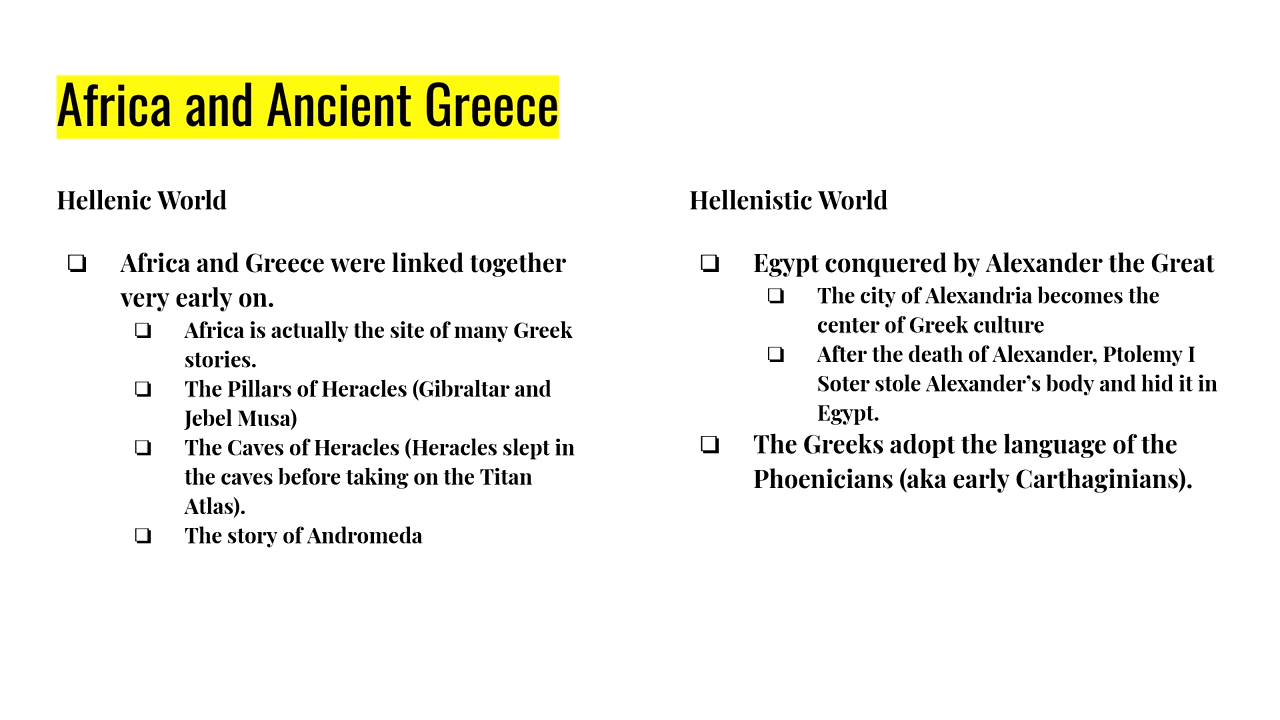 Africa and Ancient Greece
Hellenic World
❏ Africa and Greece were linked together
very early on.
❏ Africa is actually the site of many Greek
stories.
❏ The Pillars of Heracles (Gibraltar and
Jebel Musa)
❏ The Caves of Heracles (Heracles slept in
the caves before taking on the Titan
Atlas).
❏ The story of Andromeda
Hellenistic World
❏ Egypt conquered by Alexander the Great
❏ The city of Alexandria becomes the
center of Greek culture
❏ After the death of Alexander, Ptolemy I
Soter stole Alexander’s body and hid it in
Egypt.
❏ The Greeks adopt the language of the
Phoenicians (aka early Carthaginians).